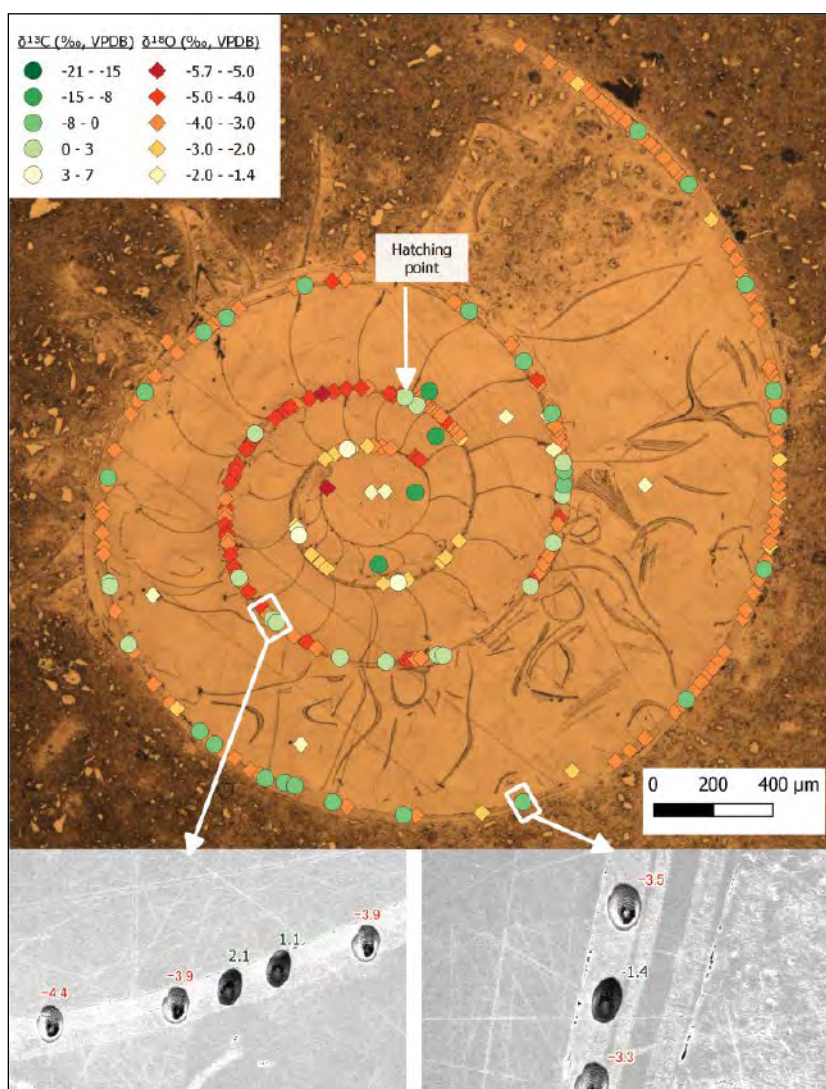 δ13C (‰, VPDB) δ18O (‰, VPDB)
-21 - -15 -5.7 - -5.0
-15 - -8 -5.0 - -4.0
-8 - 0 -4.0 - -3.0
0 - 3 -3.0 - -2.0
3 - 7 -2.0 - -1.4
Hatching
point
0 200 400 µm
-4.4 -3.9 2.1 1.1 -3.9
-3.5
-1.4
-3.3